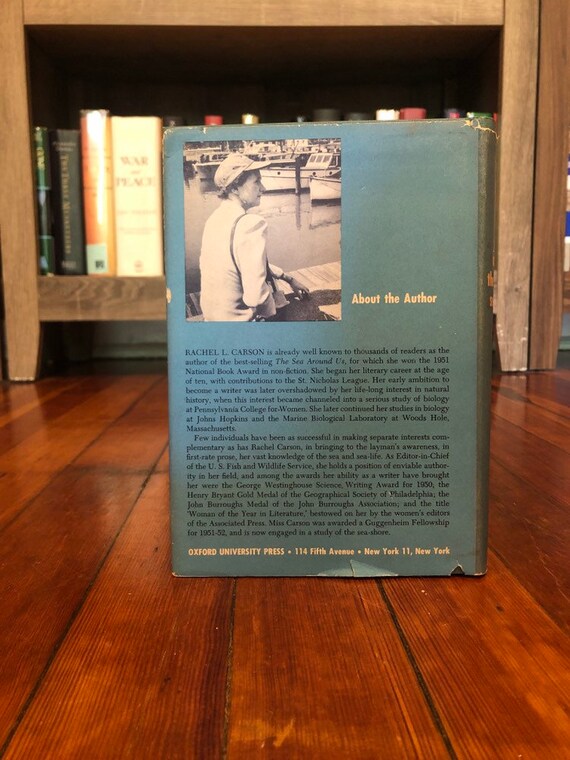 WAR
and
PEACE
About the Author
RACHEL L. CARSON is already well known to thousands of readers as the
author of the best-selling The Sea Around Us, for which she won the 1951
National Book Award in non-fiction. She began her literary career at the age
of ten, with contributions to the St. Nicholas League. Her early ambition to
become a writer was later overshadowed by her life-long interest in natural
history, when this interest became channeled into a serious study of biology
at Pennsylvania College for Women. She later continued her studies in biology
at Johns Hopkins and the Marine Biological Laboratory at Woods Hole,
Massachusetts.
Few individuals have been as successful in making separate interests com-
plementary as has Rachel Carson, in bringing to the layman's awareness, in
first-rate prose, her vast knowledge of the sea and sea-life. As Editor-in-Chief
of the U. S. Fish and Wildlife Service, she holds a position of enviable author-
ity in her field, and among the awards her ability as a writer have brought
her were the George Westinghouse Science Writing Award for 1950; the
Henry Bryant Gold Medal of the Geographical Society of Philadelphia; the
John Burroughs Medal of the John Burroughs Association; and the title
'Woman of the Year in Literature,' bestowed on her by the women's editors
of the Associated Press. Miss Carson was awarded a Guggenheim Fellowship
for 1951-52, and is now engaged in a study of the sea-shore.
OXFORD UNIVERSITY PRESS • 114 Fifth Avenue • New York 11, New York